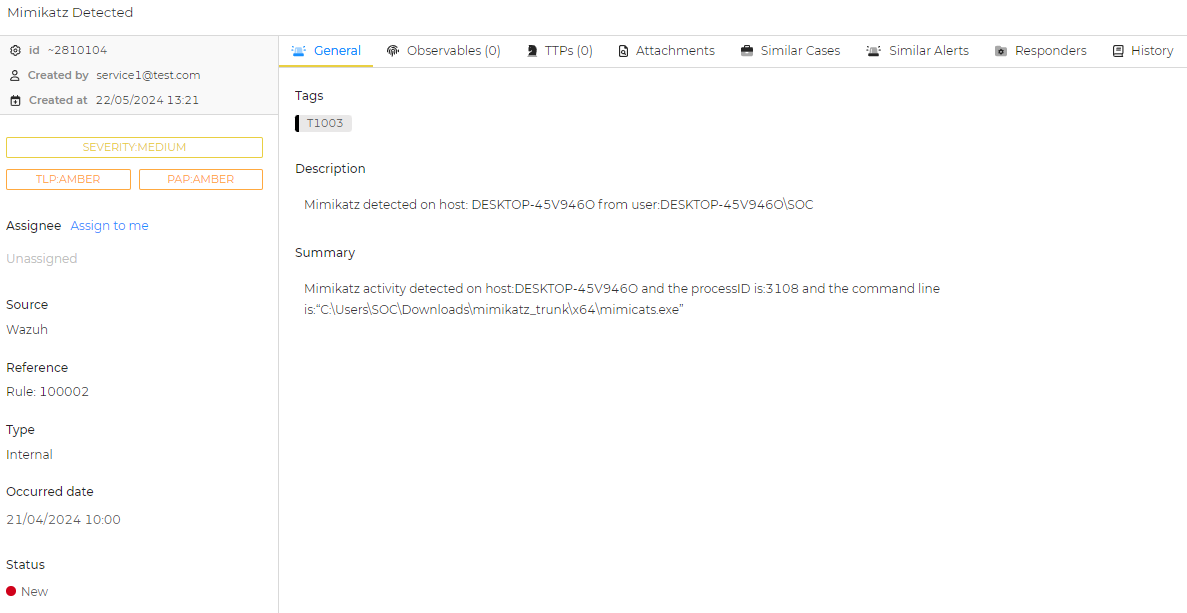 Mimikatz Detected
id ~2810104
Created by service1@test.com
Created at 22/05/2024 13:21
SEVERITY:MEDIUM
TLP:AMBER PAP:AMBER
Assignee Assign to me
Unassigned
Source
Wazuh
Reference
Rule: 100002
Type
Internal
Occurred date
21/04/2024 10:00
Status
New
General Observables (0) TTPs (0) Attachments Similar Cases Similar Alerts Responders History
Tags
T1003
Description
Mimikatz detected on host: DESKTOP-45V946O from user:DESKTOP-45V946O\SOC
Summary
Mimikatz activity detected on host:DESKTOP-45V946O and the processID is:3108 and the command line
is:“C:\Users\SOC\Downloads\mimikatz_trunk\x64\mimicats.exe”